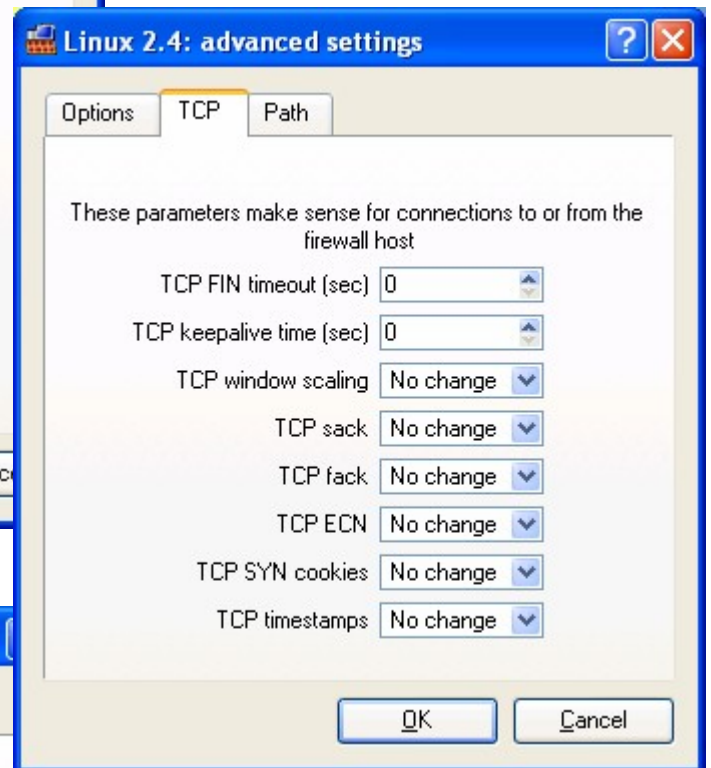 Linux 2.4: advanced settings
Options TCP Path
These parameters make sense for connections to or from the
firewall host
TCP FIN timeout (sec) 0
TCP keepalive time (sec) 0
TCP window scaling No change
TCP sack No change
TCP fack No change
TCP ECN No change
TCP SYN cookies No change
TCP timestamps No change
OK Cancel